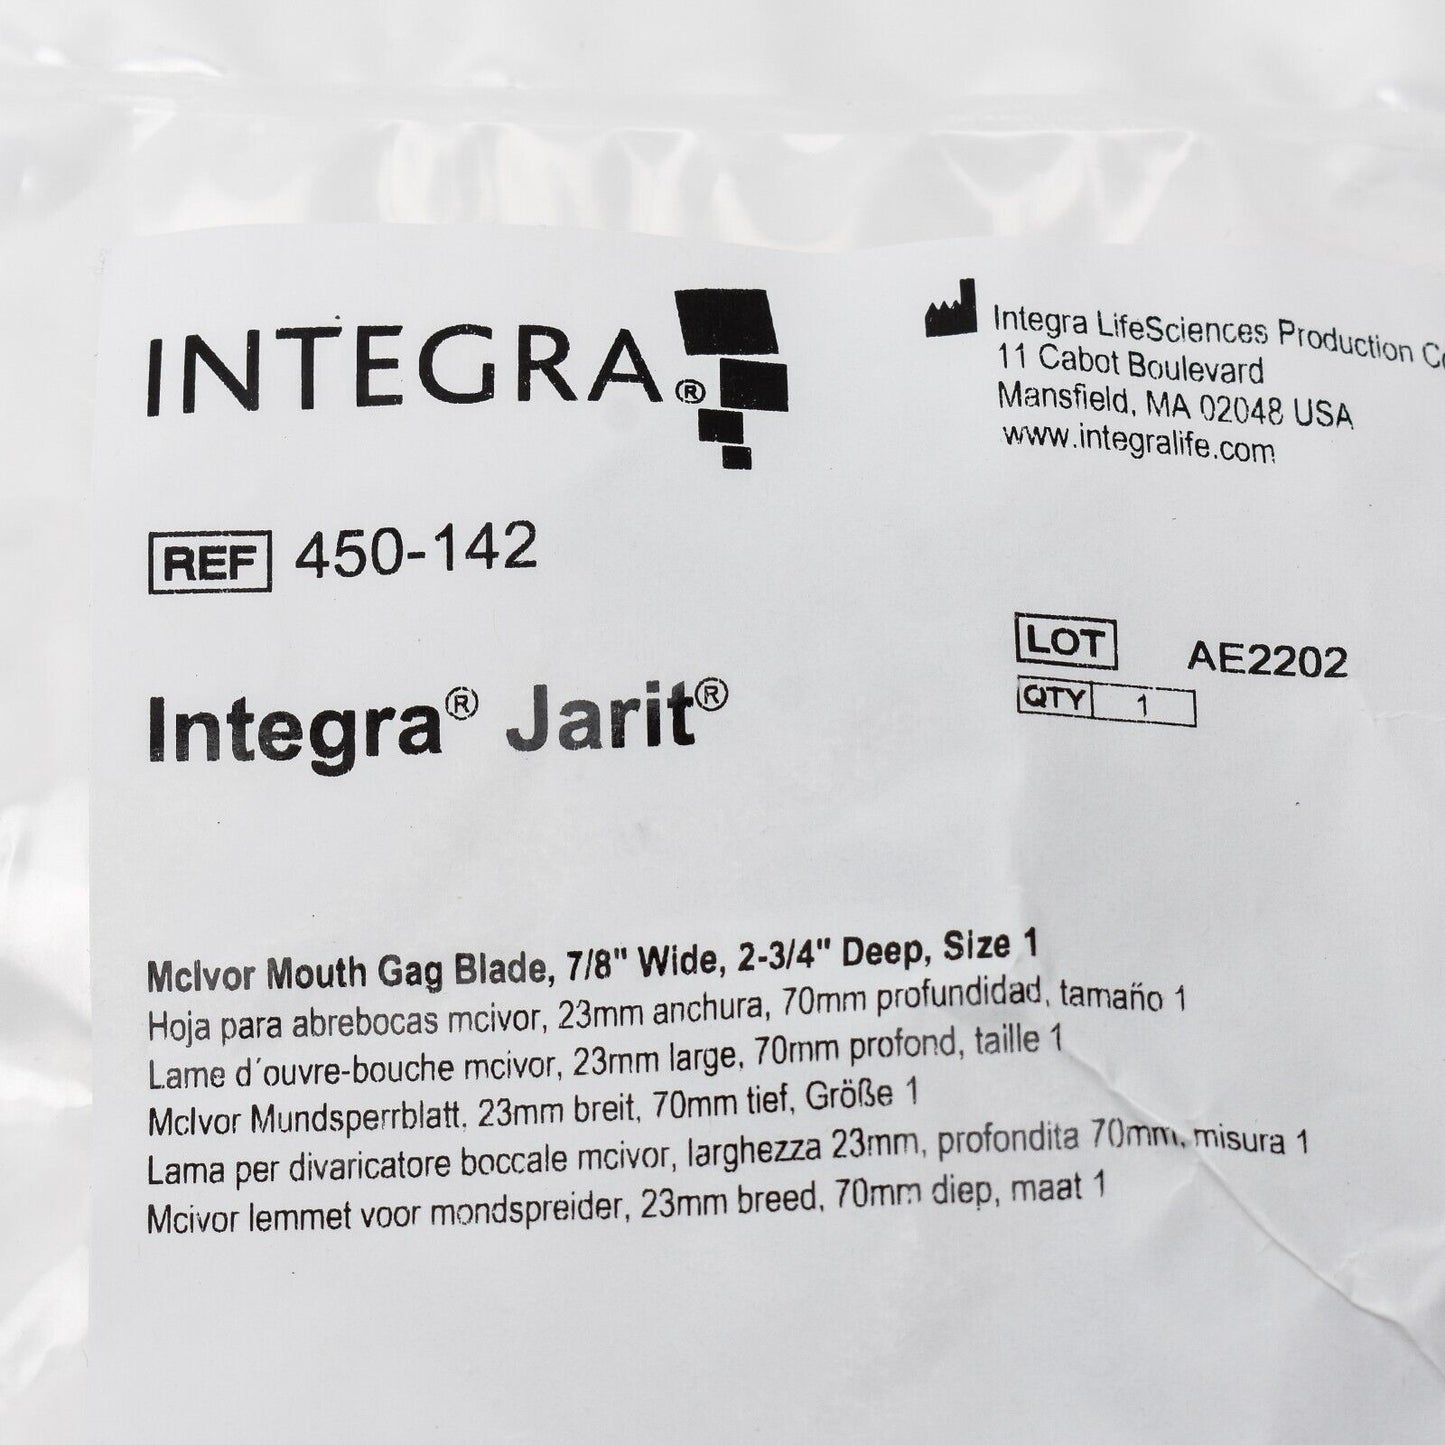 INTEGRA®
Integra LifeSciences Production
11 Cabot Boulevard
Mansfield, MA 02048 USA
www.integralife.com
REF 450-142
LOT AE2202
QTY 1
Integra® Jarit®
McIvor Mouth Gag Blade, 7/8" Wide, 2-3/4" Deep, Size 1
Hoja para abrebocas mcivor, 23mm anchura, 70mm profundidad, tamaño 1
Lame d´ouvre-bouche mcivor, 23mm large, 70mm profond, taille 1
McIvor Mundsperrblatt, 23mm breit, 70mm tief, Größe 1
Lama per divaricatore boccale mcivor, larghezza 23mm, profondita 70mm, misura 1
Mcivor lemmet voor mondspreider, 23mm breed, 70mm diep, maat 1